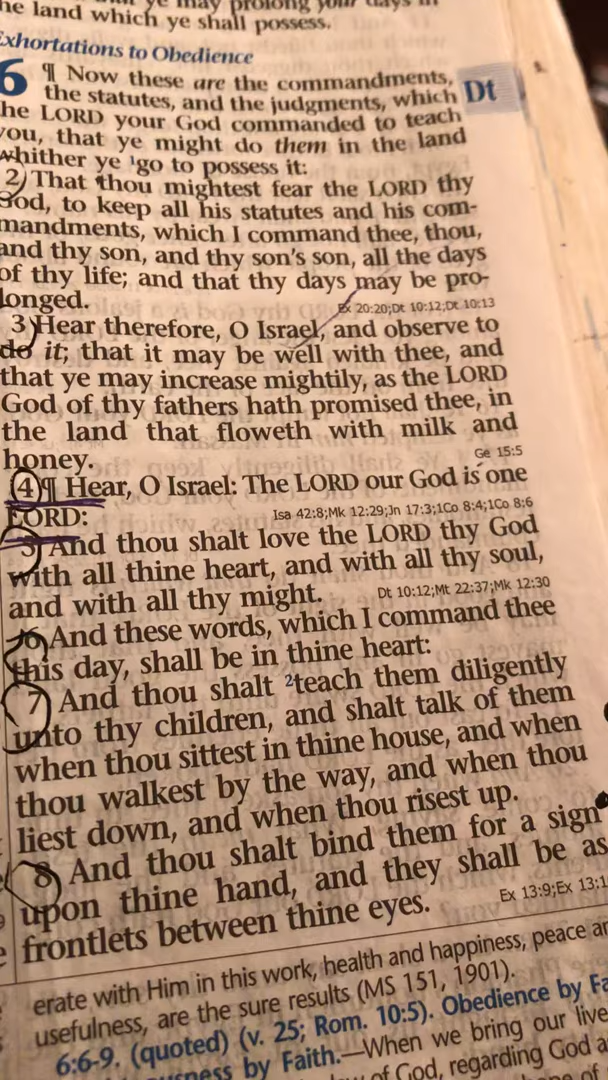 he land which ye shall possess.
Exhortations to Obedience
6 ¶ Now these are the commandments,
the statutes, and the judgments, which
he LORD your God commanded to teach
you, that ye might do them in the land
whither ye ¹go to possess it:
Dt
2 That thou mightest fear the LORD thy
God, to keep all his statutes and his com-
mandments, which I command thee, thou,
and thy son, and thy son's son, all the days
of thy life; and that thy days may be pro-
longed.
Ex 20:20;Dt 10:12;Dt 10:13
3 Hear therefore, O Israel, and observe to
do it; that it may be well with thee, and
that ye may increase mightily, as the LORD
God of thy fathers hath promised thee, in
the land that floweth with milk and
honey.
Ge 15:5
4 ¶ Hear, O Israel: The LORD our God is one
LORD:
Isa 42:8;Mk 12:29;Jn 17:3;1Co 8:4;1Co 8:6
5 And thou shalt love the LORD thy God
with all thine heart, and with all thy soul,
and with all thy might.
Dt 10:12;Mt 22:37;Mk 12:30
6 And these words, which I command thee
this day, shall be in thine heart:
7 And thou shalt ²teach them diligently
unto thy children, and shalt talk of them
when thou sittest in thine house, and when
thou walkest by the way, and when thou
liest down, and when thou risest up.
8 And thou shalt bind them for a sign
upon thine hand, and they shall be as
frontlets between thine eyes.
Ex 13:9;Ex 13:1
erate with Him in this work, health and happiness, peace an
usefulness, are the sure results (MS 151, 1901).
6:6-9. (quoted) (v. 25; Rom. 10:5). Obedience by Fa
by Faith.—When we bring our live
of God, regarding God a